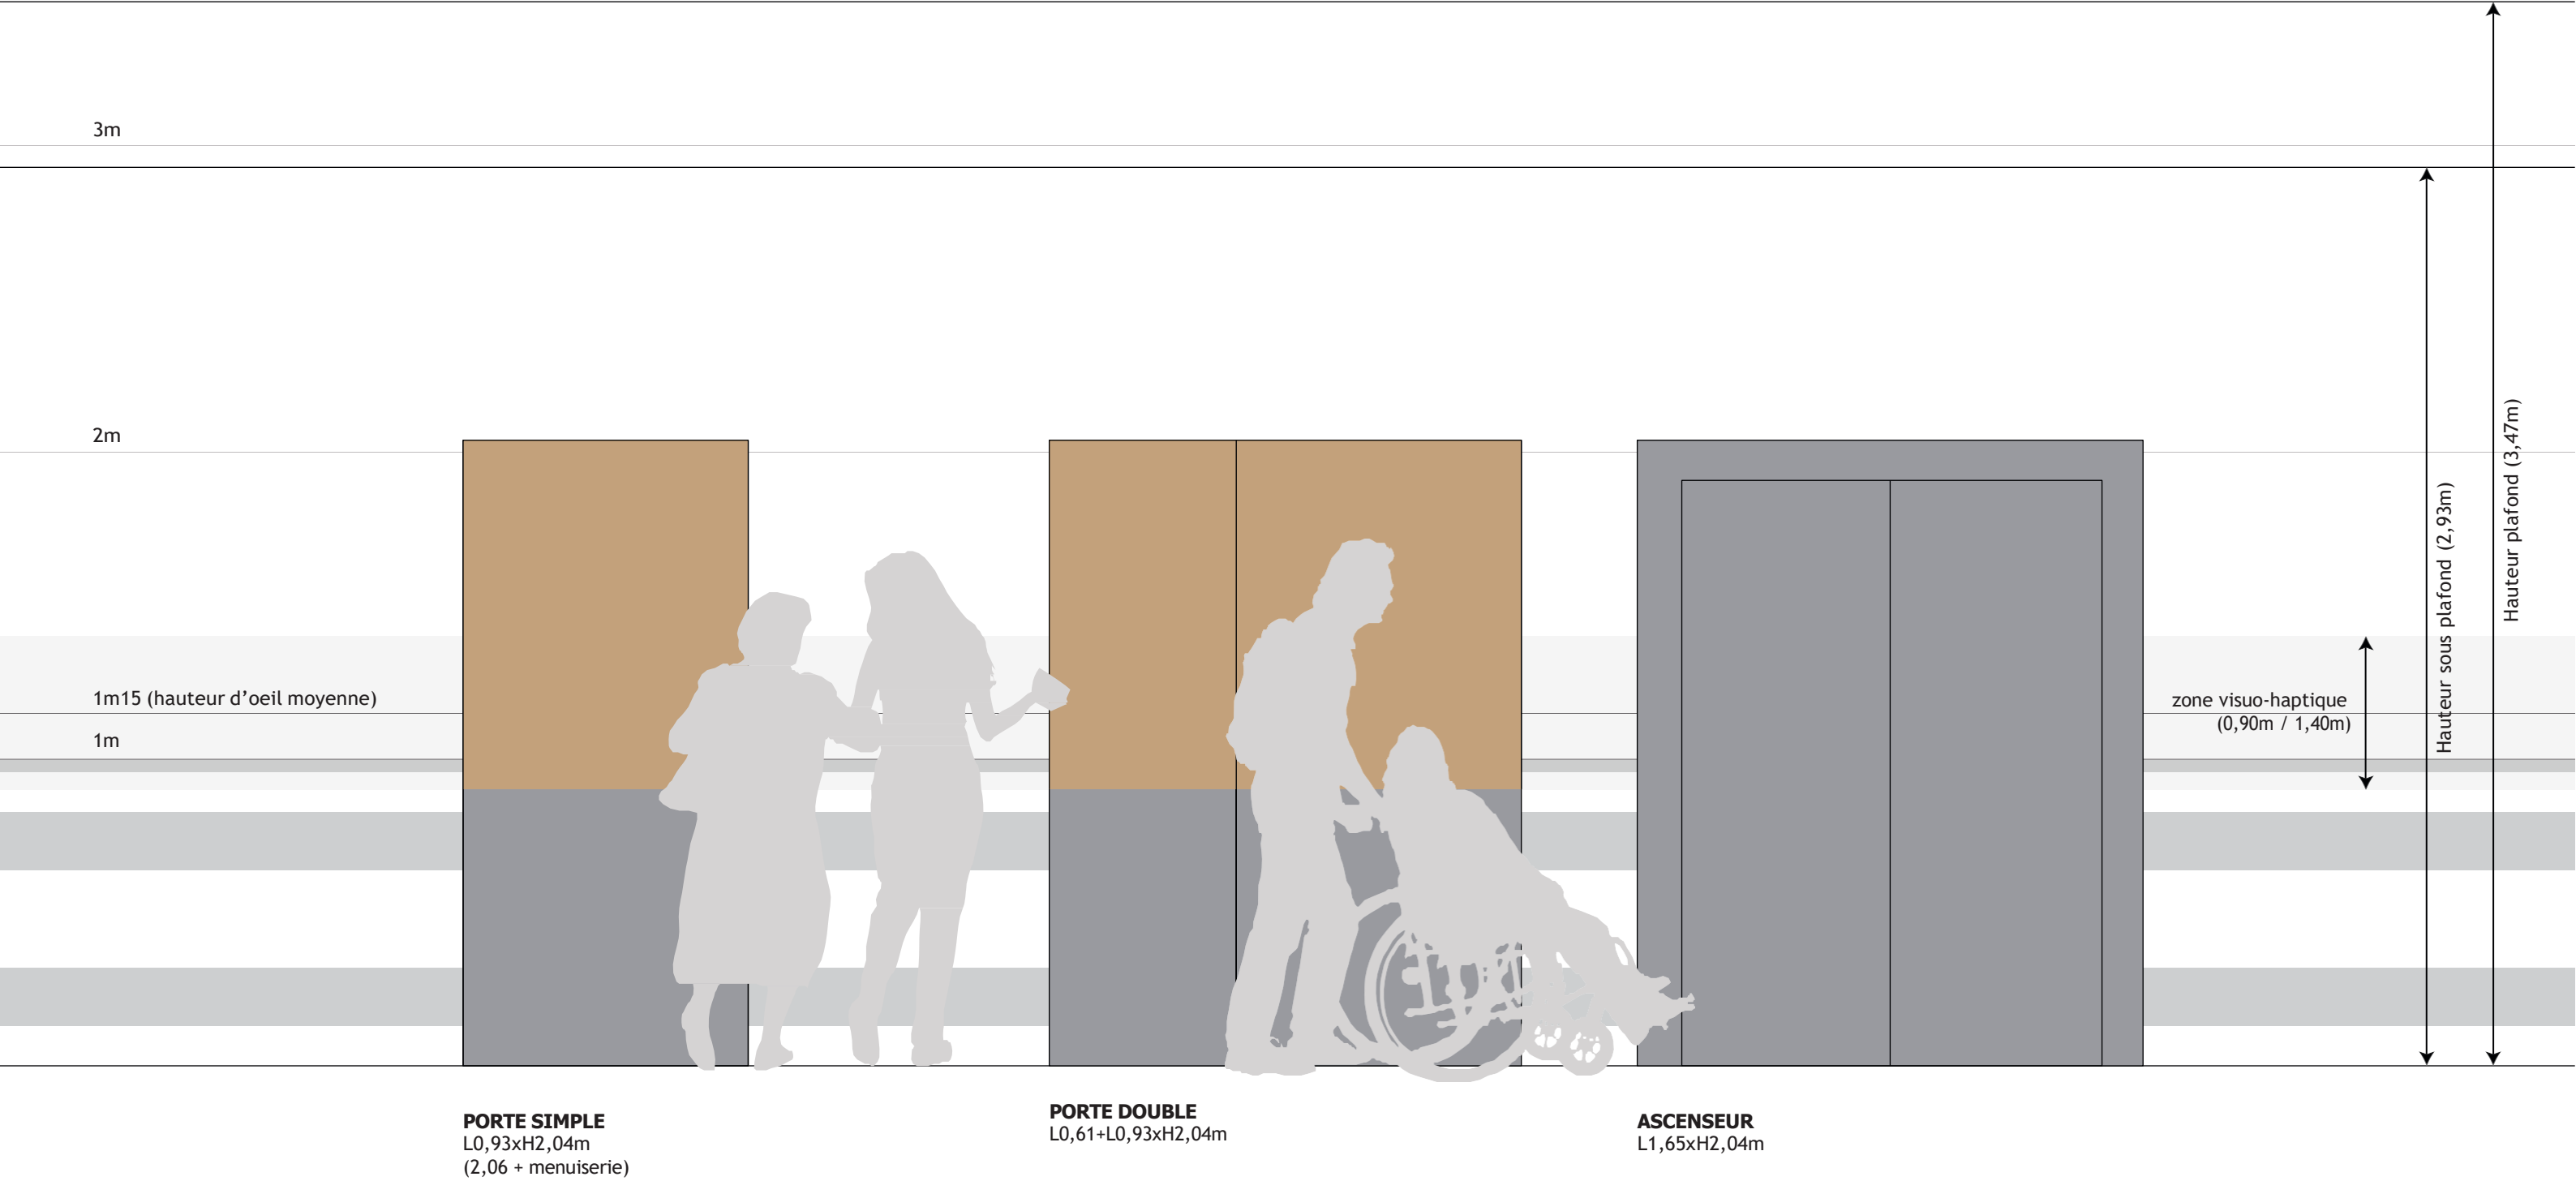 3m
2m
1m15 (hauteur d’oeil moyenne)
1m
zone visuo-haptique
(0,90m / 1,40m)
Hauteur sous plafond (2,93m)
Hauteur plafond (3,47m)
PORTE SIMPLE
L0,93xH2,04m
(2,06 + menuiserie)
PORTE DOUBLE
L0,61+L0,93xH2,04m
ASCENSEUR
L1,65xH2,04m